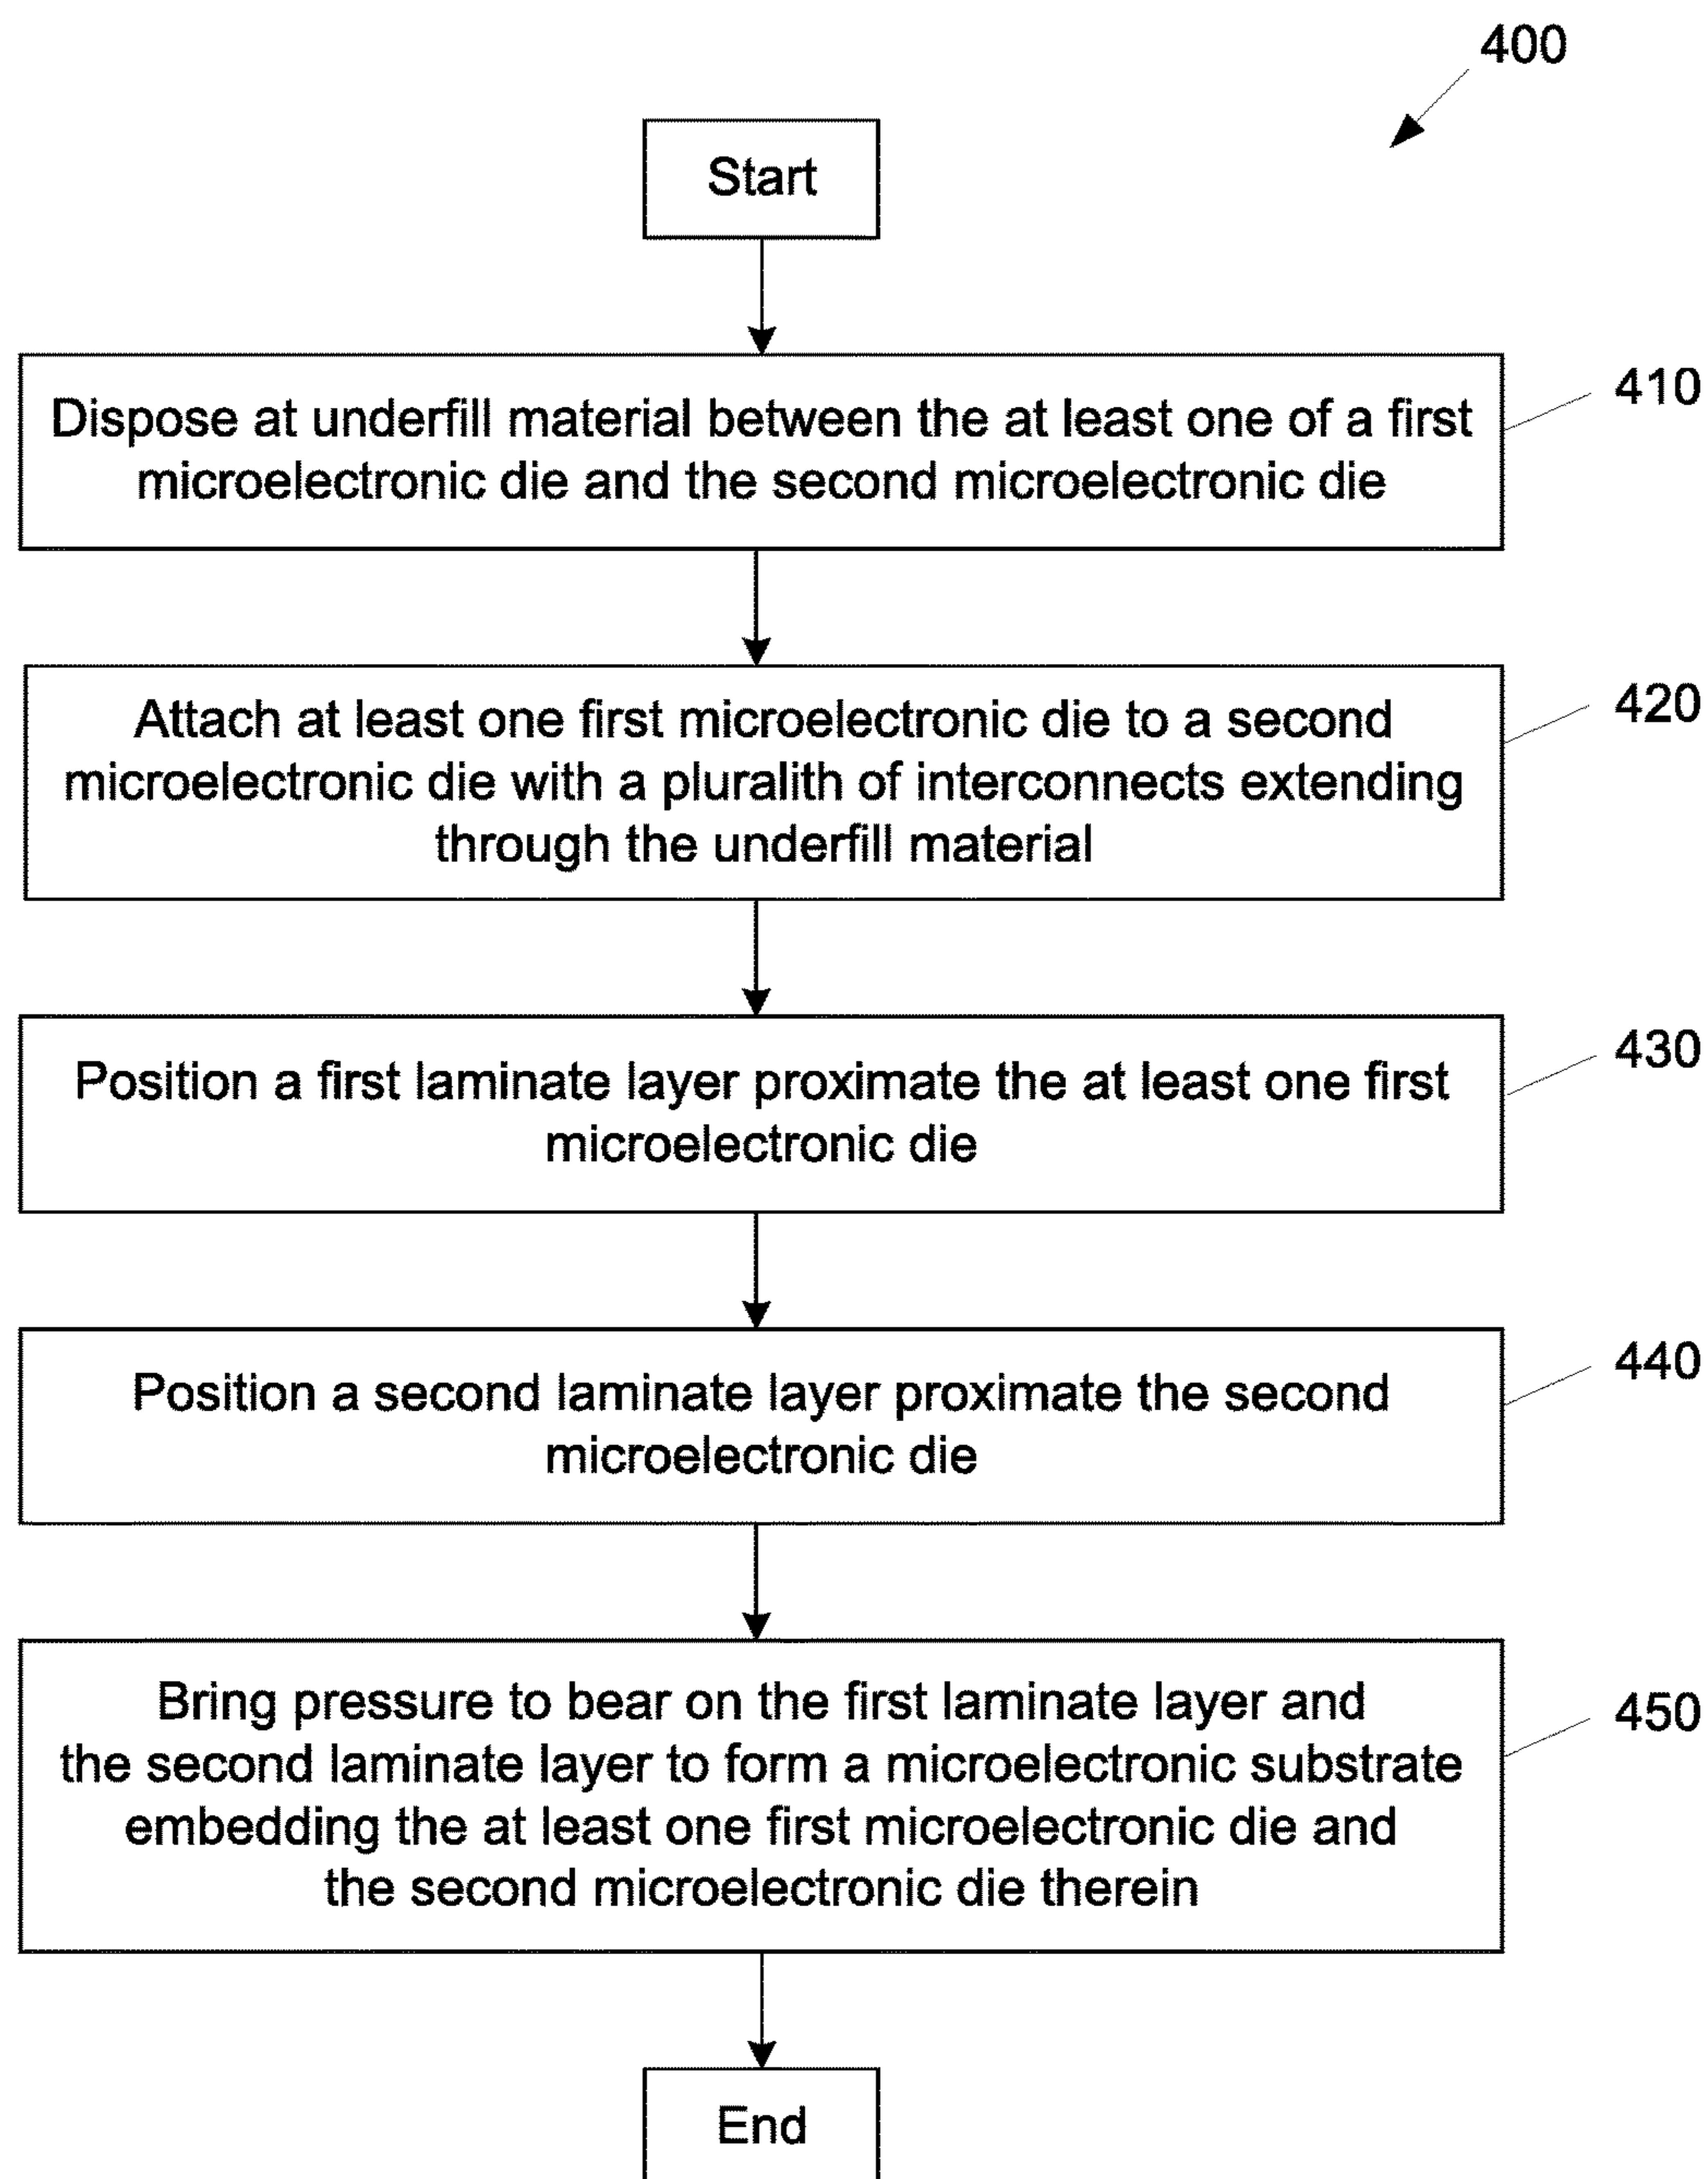 400
Start
Dispose at underfill material between the at least one of a first
microelectronic die and the second microelectronic die
410
Attach at least one first microelectronic die to a second
microelectronic die with a pluralith of interconnects extending
through the underfill material
420
Position a first laminate layer proximate the at least one first
microelectronic die
430
Position a second laminate layer proximate the second
microelectronic die
440
Bring pressure to bear on the first laminate layer and
the second laminate layer to form a microelectronic substrate
embedding the at least one first microelectronic die and
the second microelectronic die therein
450
End